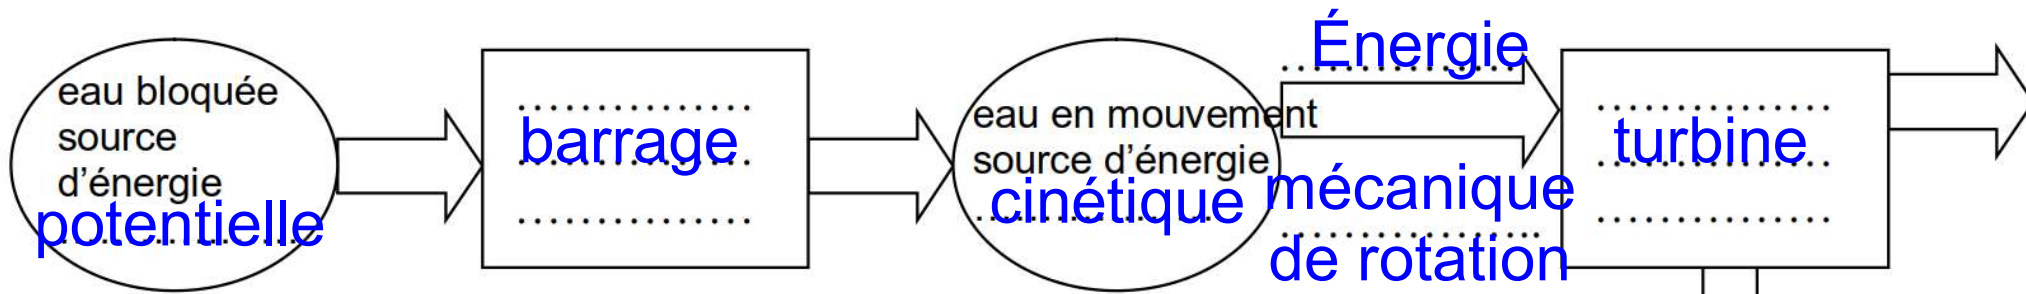 eau bloquée
source
d'énergie
potentielle
...............
barrage
...............
...............
eau en mouvement
source d'énergie
cinétique
Énergie
mécanique
de rotation
...............
turbine
...............
...............